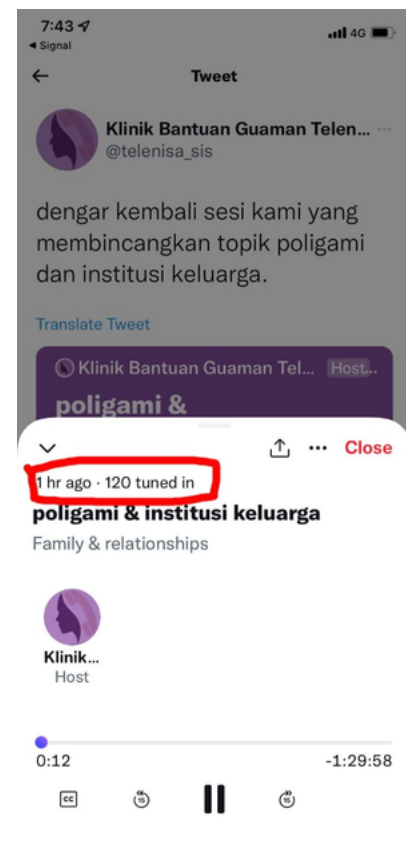 7:43
4G
◄ Signal
Tweet
Klinik Bantuan Guaman Telen...
@telenisa_sis
dengar kembali sesi kami yang
membincangkan topik poligami
dan institusi keluarga.
Translate Tweet
Klinik Bantuan Guaman Tel... Host...
poligami &
Close
1 hr ago · 120 tuned in
poligami & institusi keluarga
Family & relationships
Klinik...
Host
0:12 -1:29:58
CC 15 15